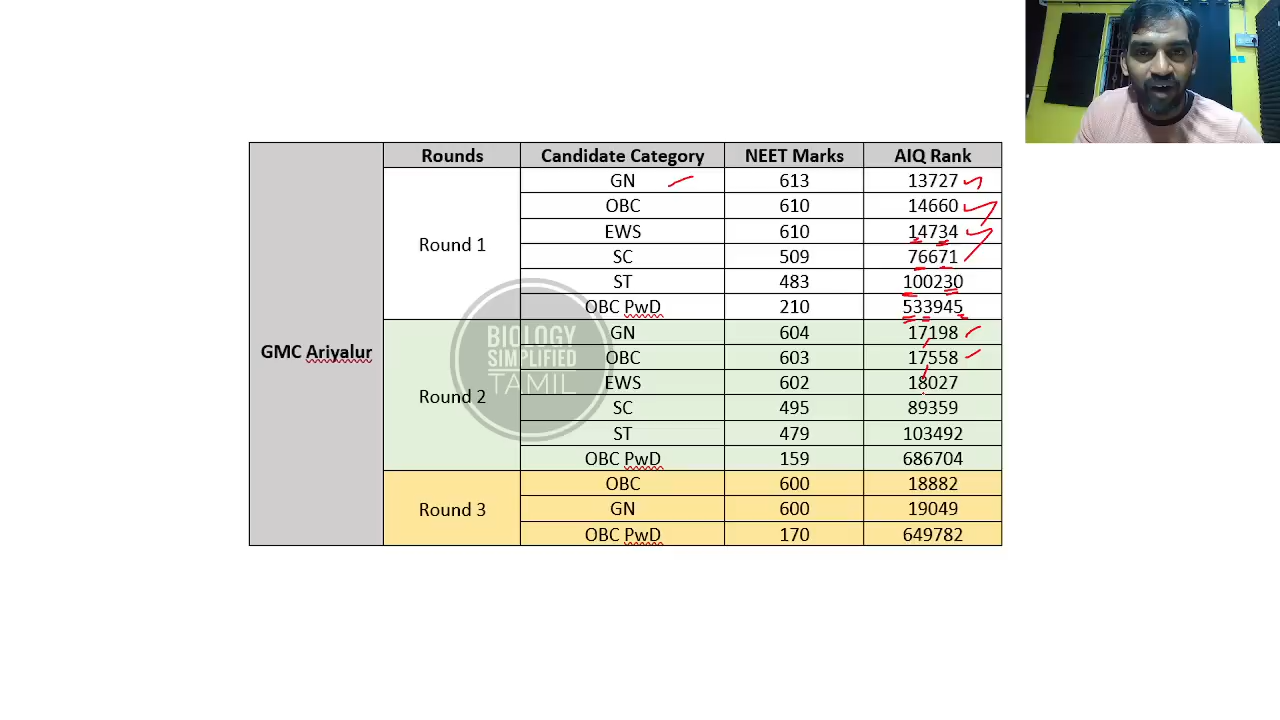 Rounds Candidate Category NEET Marks AIQ Rank
GMC Ariyalur
Round 1
GN 613 13727
OBC 610 14660
EWS 610 14734
SC 509 76671
ST 483 100230
OBC PwD 210 533945
Round 2
GN 604 17198
OBC 603 17558
EWS 602 18027
SC 495 89359
ST 479 103492
OBC PwD 159 686704
Round 3
OBC 600 18882
GN 600 19049
OBC PwD 170 649782
BIOLOGY
SIMPLIFIED
TAMIL